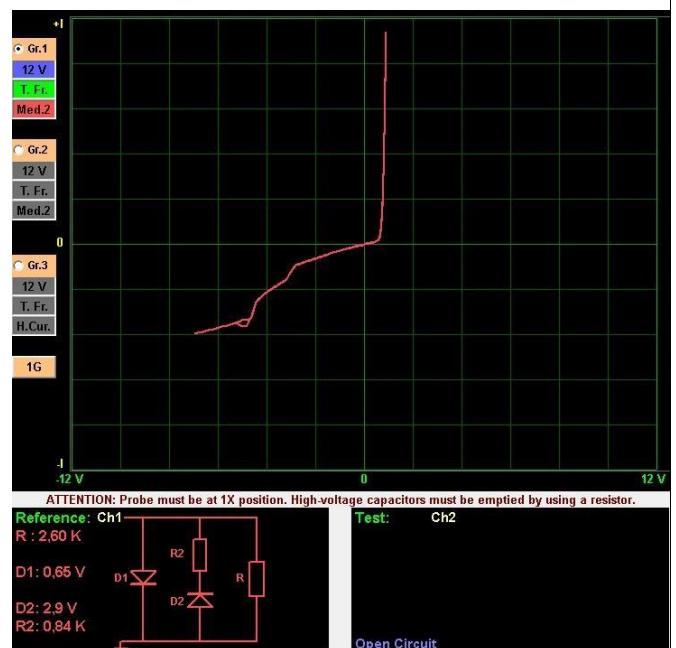 +I
Gr.1
12 V
T. Fr.
Med.2
Gr.2
12 V
T. Fr.
Med.2
0
Gr.3
12 V
T. Fr.
H.Cur.
1G
-I
-12 V 0 12 V
ATTENTION: Probe must be at 1X position. High-voltage capacitors must be emptied by using a resistor.
Reference: Ch1
R : 2,60 K
D1: 0,65 V
D2: 2,9 V
R2: 0,84 K
R2
D1
R
D2
Test: Ch2
Open Circuit